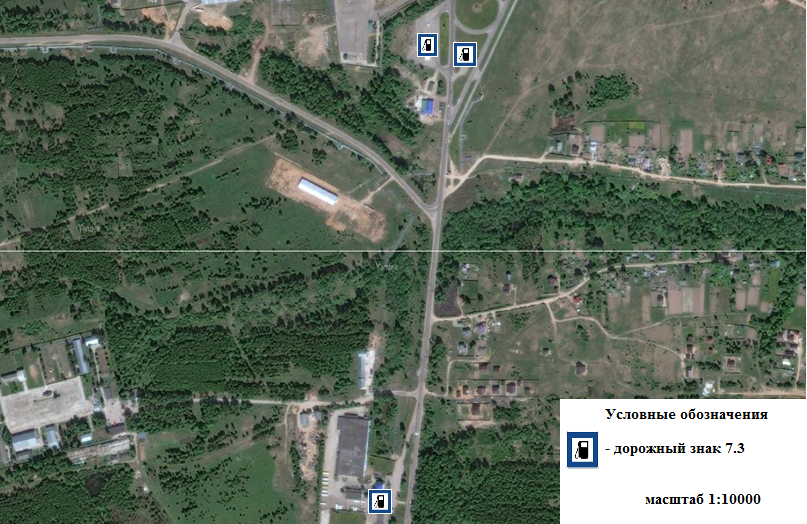 Условные обозначения
- дорожный знак 7.3
масштаб 1:10000